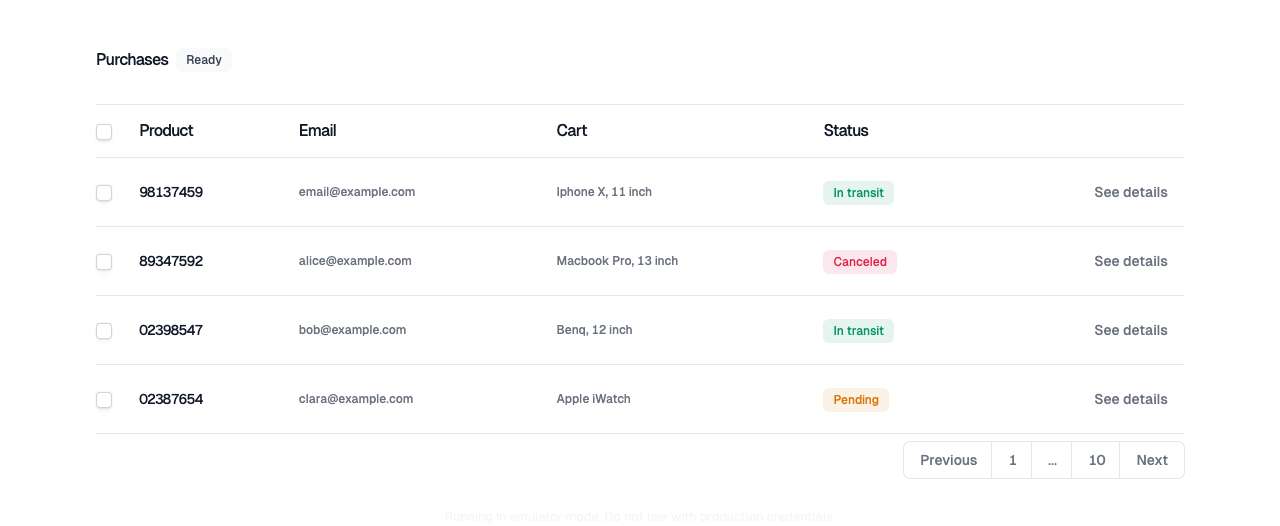 Purchases Ready
Product Email Cart Status
98137459 email@example.com Iphone X, 11 inch In transit See details
89347592 alice@example.com Macbook Pro, 13 inch Canceled See details
02398547 bob@example.com Benq, 12 inch In transit See details
02387654 clara@example.com Apple iWatch Pending See details
Previous 1 ... 10 Next
Running in emulator mode. Do not use with production credentials.